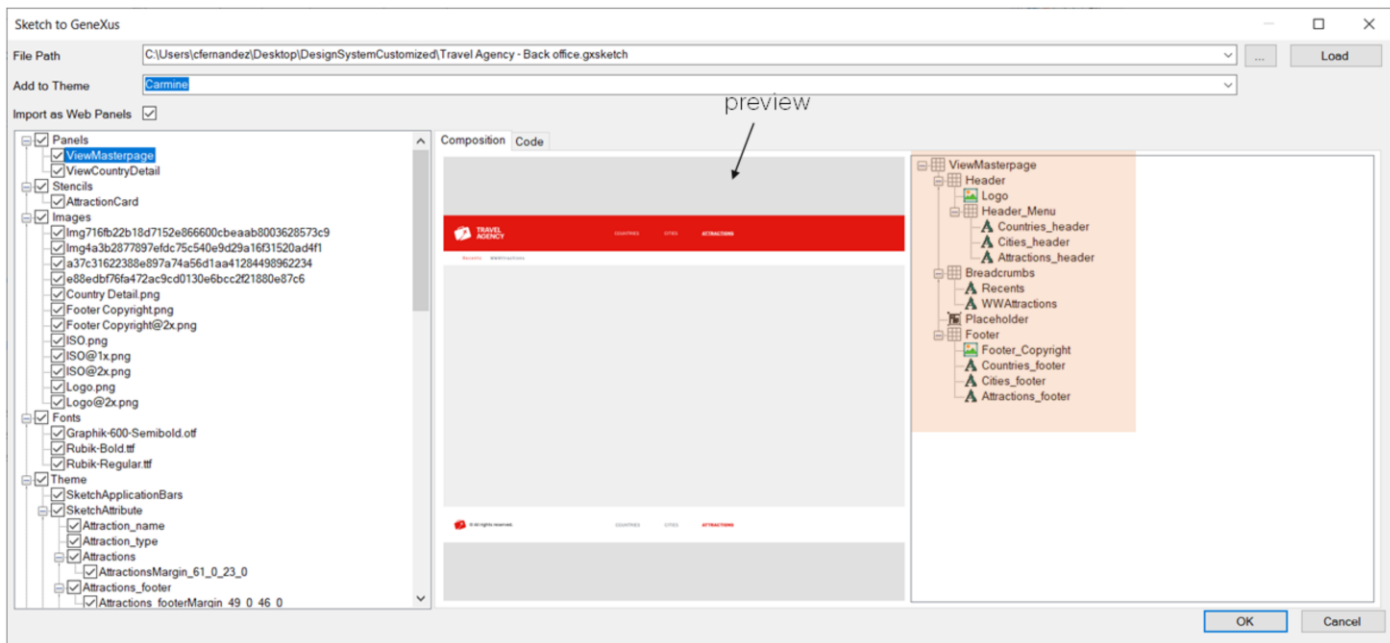 Sketch to GeneXus
File Path
C:\Users\cfernandez\Desktop\DesignSystemCustomized\Travel Agency - Back office.gxsketch
...
Load
Add to Theme
Carmine
Import as Web Panels
preview
Panels
ViewMasterpage
ViewCountryDetail
Stencils
AttractionCard
Images
Img716fb22b18d7152e866600cbeaab8003628573c9
Img4a3b2877897efdc75c540e9d29a16f31520ad4f1
a37c31622388e897a74a56d1aa41284498962234
e88edbf76fa472ac9cd0130e6bcc2f21880e87c6
Country Detail.png
Footer Copyright.png
Footer Copyright@2x.png
ISO.png
ISO@1x.png
ISO@2x.png
Logo.png
Logo@2x.png
Fonts
Graphik-600-Semibold.otf
Rubik-Bold.ttf
Rubik-Regular.ttf
Theme
SketchApplicationBars
SketchAttribute
Attraction_name
Attraction_type
Attractions
AttractionsMargin_61_0_23_0
Attractions_footer
Attractions_footerMargin_49_0_46_0
Composition
Code
TRAVEL
AGENCY
COUNTRIES
CITIES
ATTRACTIONS
Recents
WWAttractions
© All rights reserved.
COUNTRIES
CITIES
ATTRACTIONS
ViewMasterpage
Header
Logo
Header_Menu
Countries_header
Cities_header
Attractions_header
Breadcrumbs
Recents
WWAttractions
Placeholder
Footer
Footer_Copyright
Countries_footer
Cities_footer
Attractions_footer
OK
Cancel